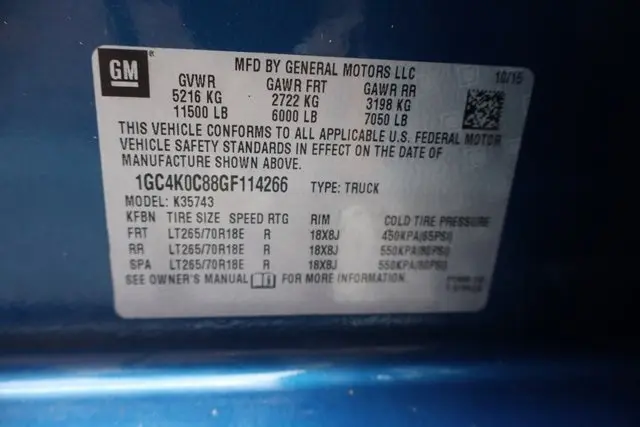 GM
MFD BY GENERAL MOTORS LLC 10/15
GVWR GAWR FRT GAWR RR
5216 KG 2722 KG 3198 KG
11500 LB 6000 LB 7050 LB
THIS VEHICLE CONFORMS TO ALL APPLICABLE U.S. FEDERAL MOTOR
VEHICLE SAFETY STANDARDS IN EFFECT ON THE DATE OF
MANUFACTURE SHOWN ABOVE.
1GC4K0C88GF114266 TYPE: TRUCK
MODEL: K35743
KFBN TIRE SIZE SPEED RTG RIM COLD TIRE PRESSURE
FRT LT265/70R18E R 18X8J 450KPA(65PSI)
RR LT265/70R18E R 18X8J 550KPA(80PSI)
SPA LT265/70R18E R 18X8J 550KPA(80PSI)
SEE OWNER'S MANUAL FOR MORE INFORMATION.